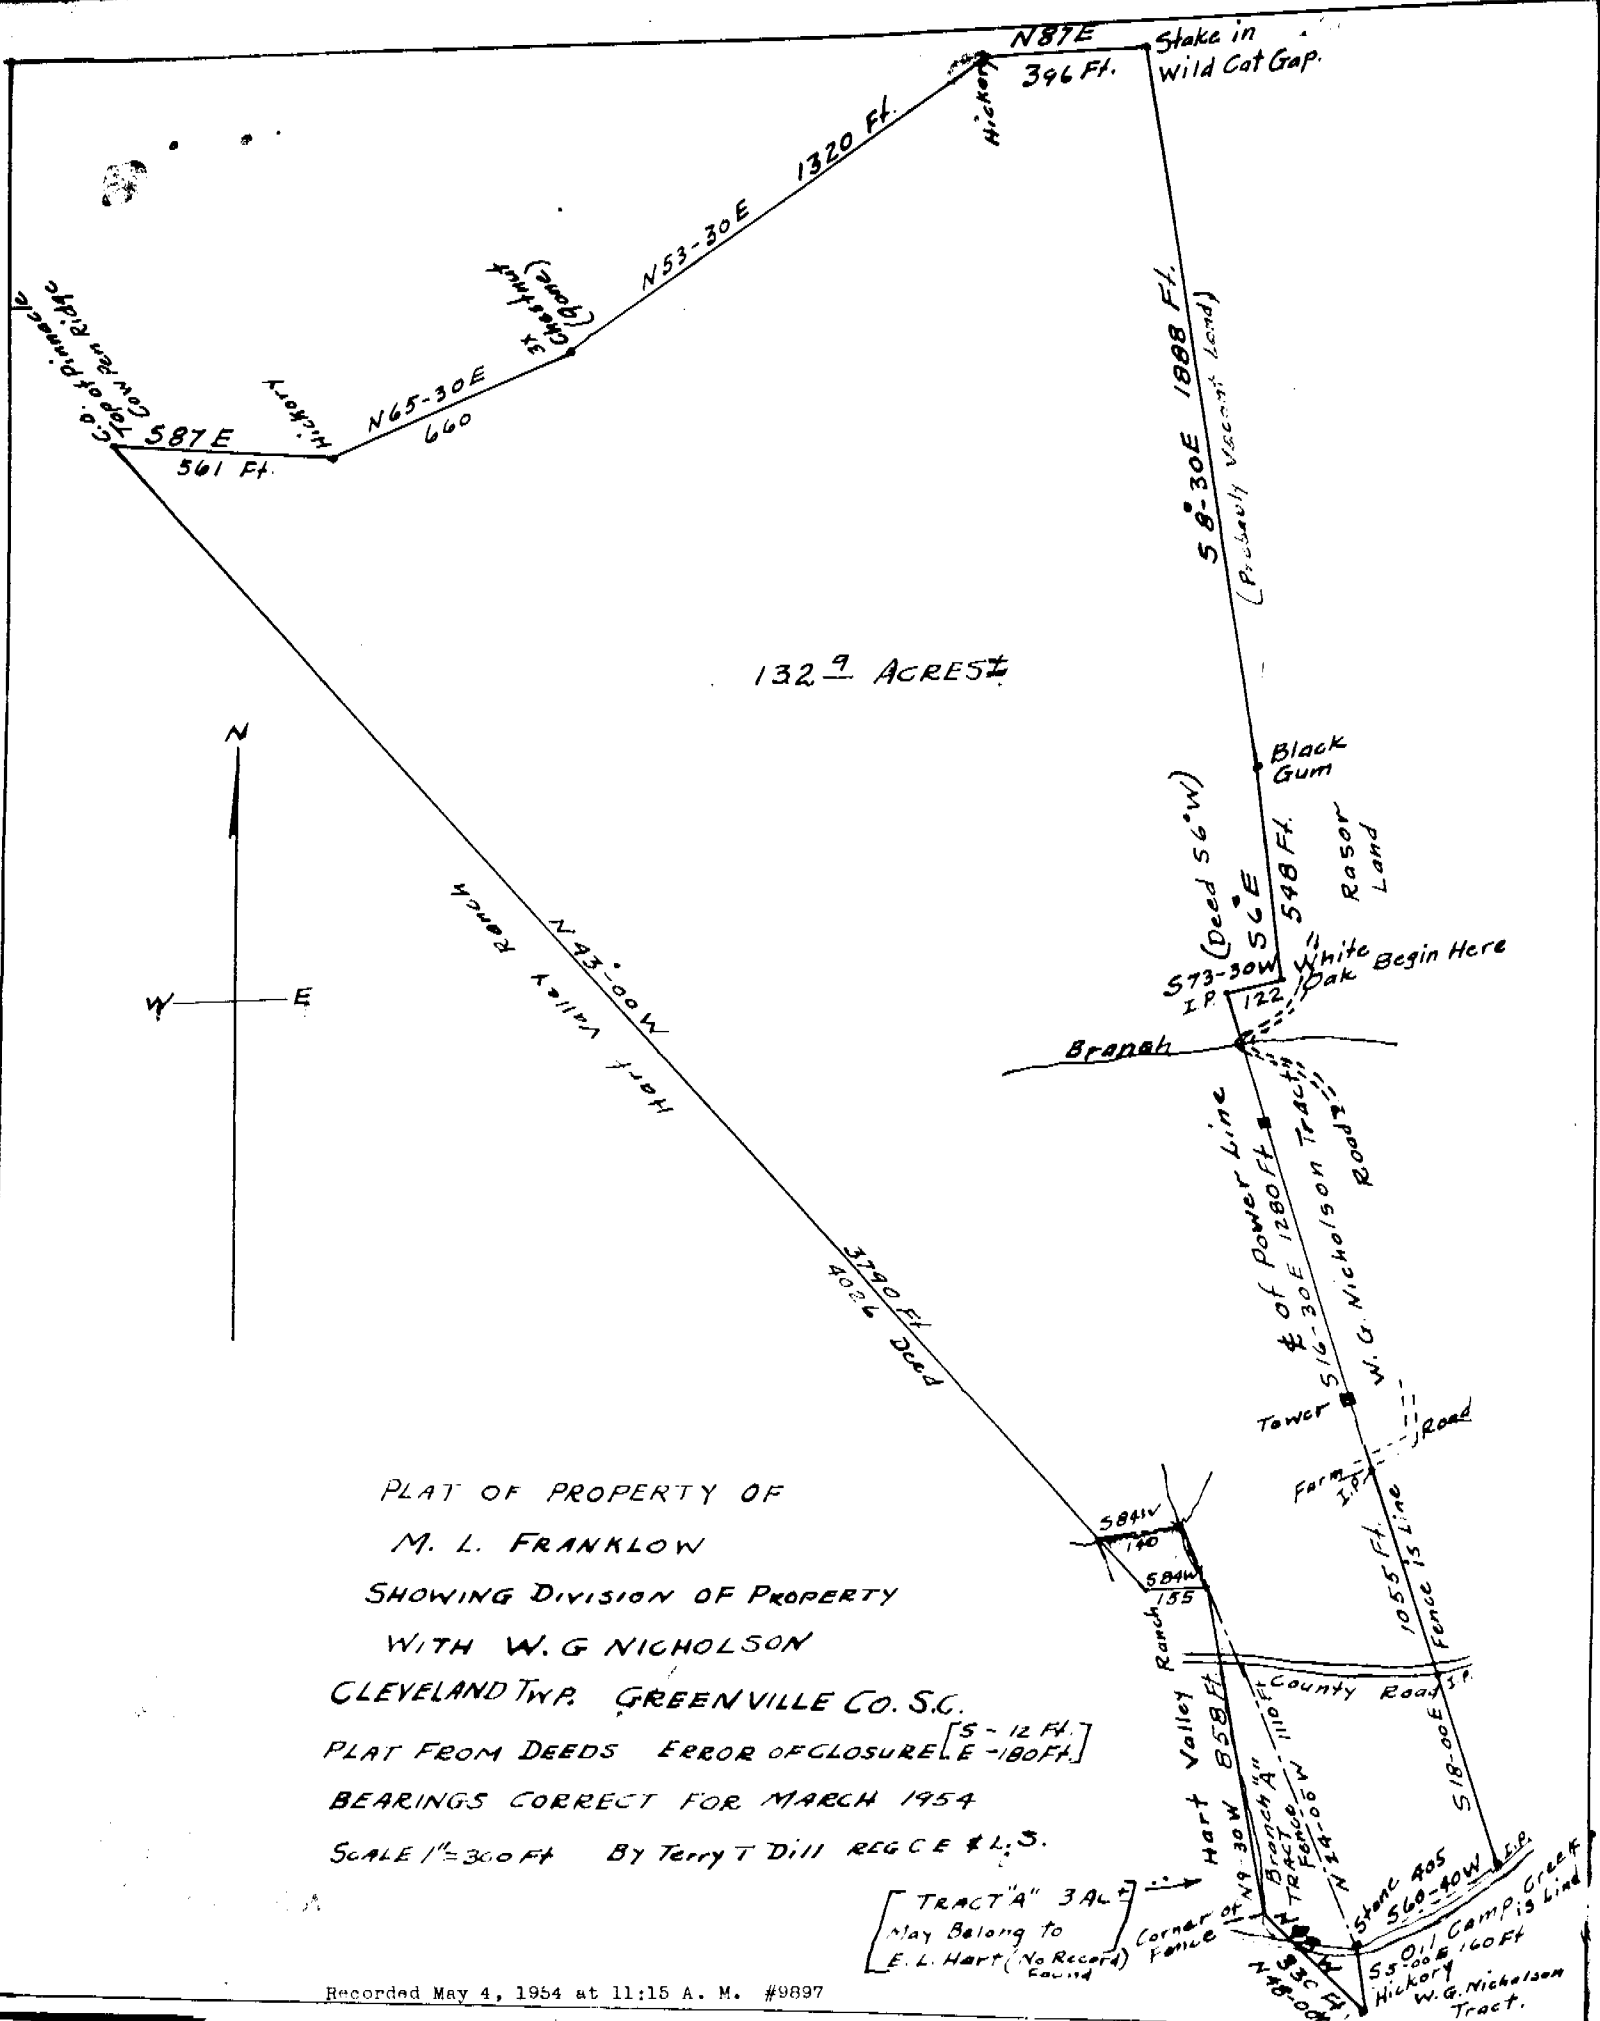 N87E
396 Ft.
Stake in
Wild Cat Gap.
Hickory
1320 Ft.
N53-30E
3X
Chestnut
(gone)
N65-30E
660
Hickory
S87E
561 Ft.
C.O.
Top of Pinnacle
Cow Pen Ridge
S8°-30E 1888 Ft.
(Probably Vacant Land)
132 9 ACRES±
Black
Gum
N
W
E
(Deed S6°W)
S6°E
548 Ft.
Rasor
Land
S73-30W
I.P.
122
White
Oak
Begin Here
Branch
N43°-00W
Hart Valley Ranch
3790 Ft
4026 Deed
₵ of Power Line
S16-30E 1280 Ft
W. G. Nicholson Tract
Road?
Tower
Farm
Road
I.P.
1055 Ft.
Fence is Line
S84W
140
S84W
155
County Road
I.P.
S18-00E
Hart Valley Ranch
N9-30W 858 Ft
Branch 1110 Ft
TRACT "A"
Fence
N24-00W
PLAT OF PROPERTY OF
M. L. FRANKLOW
SHOWING DIVISION OF PROPERTY
WITH W. G NICHOLSON
CLEVELAND TWP. GREENVILLE CO. S.C.
PLAT FROM DEEDS ERROR OF CLOSURE [S - 12 Ft.
E - 180 Ft.]
BEARINGS CORRECT FOR MARCH 1954
SCALE 1"=300 Ft By Terry T Dill REG C E & L.S.
[TRACT "A" 3 Ac ±
May Belong to
E. L. Hart (No Record)
Found]
Corner of
Fence
Stone 405
S60-40W
I.P.
Oil Camp Creek
is Line
S5-00E 160 Ft
Hickory
W. G. Nicholson
Tract.
330 Ft.
Recorded May 4, 1954 at 11:15 A. M. #9897